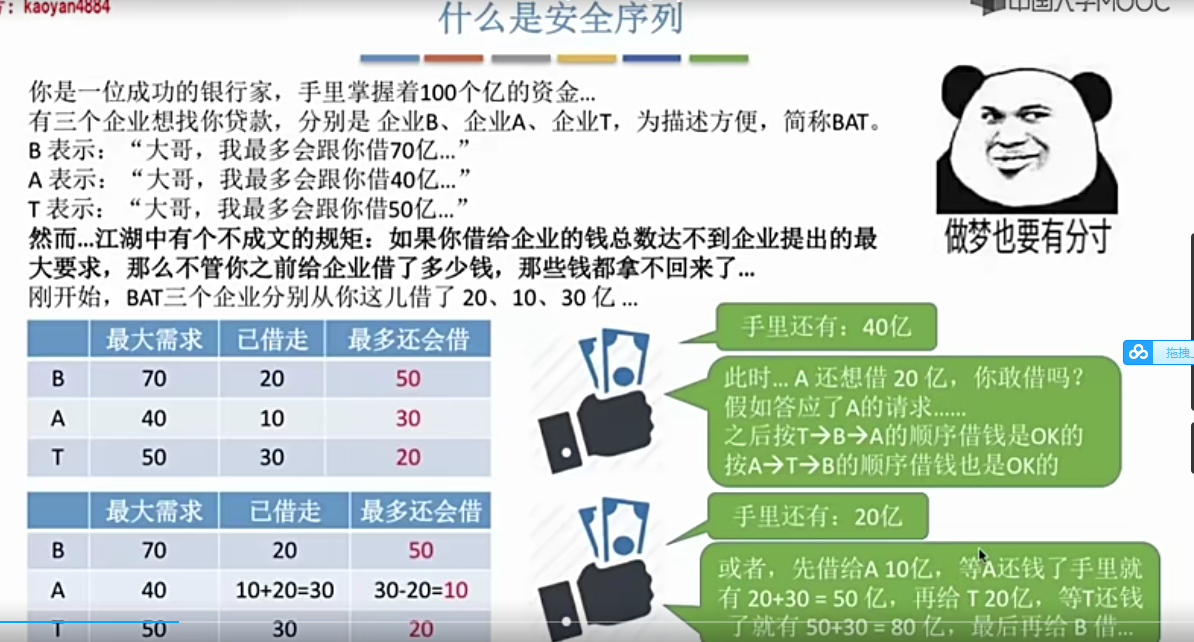 ：kaoyan4884
什么是安全序列
中国大学MOOC
你是一位成功的银行家，手里掌握着100个亿的资金...
有三个企业想找你贷款，分别是 企业B、企业A、企业T，为描述方便，简称BAT。
B 表示：“大哥，我最多会跟你借70亿...”
A 表示：“大哥，我最多会跟你借40亿...”
T 表示：“大哥，我最多会跟你借50亿...”
然而...江湖中有个不成文的规矩：如果你借给企业的钱总数达不到企业提出的最
大要求，那么不管你之前给企业借了多少钱，那些钱都拿不回来了...
刚开始，BAT三个企业分别从你这儿借了 20、10、30 亿 ...
做梦也要有分寸
最大需求 已借走 最多还会借
B 70 20 50
A 40 10 30
T 50 30 20
手里还有：40亿
此时... A 还想借 20 亿，你敢借吗？
假如答应了A的请求......
之后按T→B→A的顺序借钱是OK的
按A→T→B的顺序借钱也是OK的
拖拽
最大需求 已借走 最多还会借
B 70 20 50
A 40 10+20=30 30-20=10
T 50 30 20
手里还有：20亿
或者，先借给A 10亿，等A还钱了手里就
有 20+30 = 50 亿，再给 T 20亿，等T还钱
了就有 50+30 = 80 亿，最后再给 B 借...